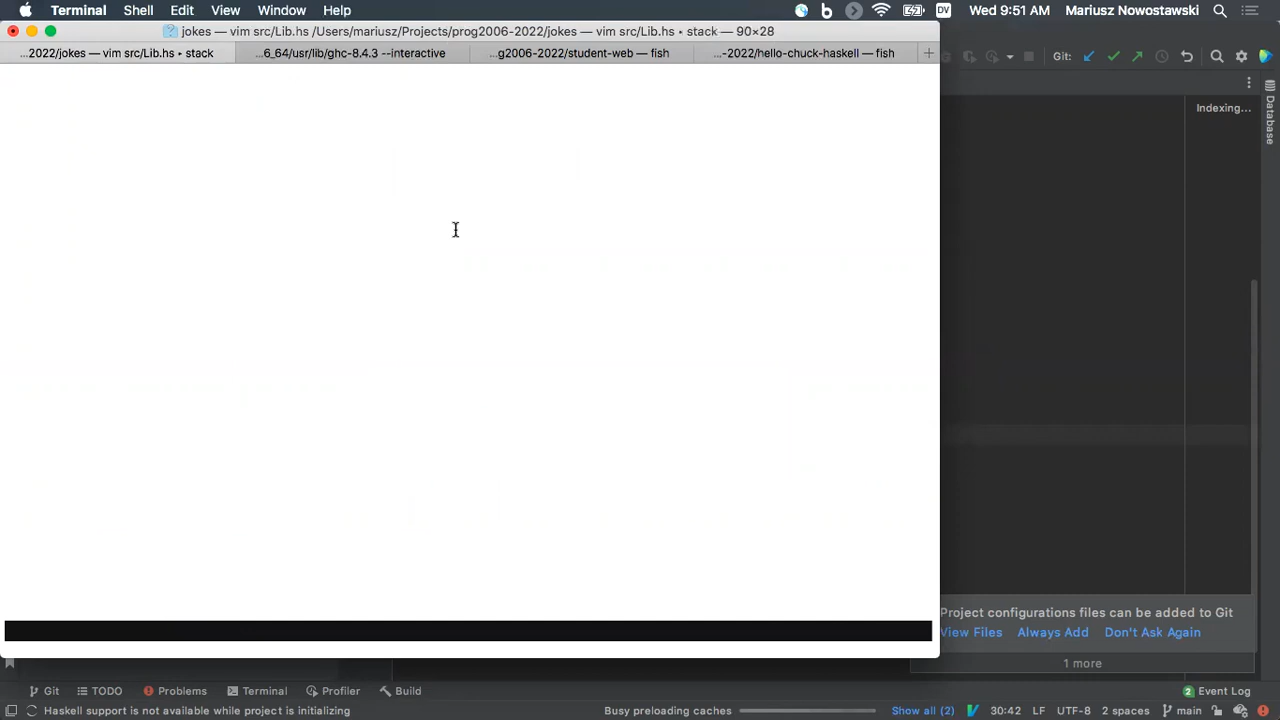 Terminal Shell Edit View Window Help DV Wed 9:51 AM Mariusz Nowostawski
jokes — vim src/Lib.hs /Users/mariusz/Projects/prog2006-2022/jokes — vim src/Lib.hs • stack — 90×28
...2022/jokes — vim src/Lib.hs • stack
...6_64/usr/lib/ghc-8.4.3 --interactive
...g2006-2022/student-web — fish
...-2022/hello-chuck-haskell — fish
Git:
Indexing...
Database
Project configurations files can be added to Git
View Files Always Add Don't Ask Again
1 more
Git TODO Problems Terminal Profiler Build 2 Event Log
Haskell support is not available while project is initializing Busy preloading caches Show all (2) 30:42 LF UTF-8 2 spaces main